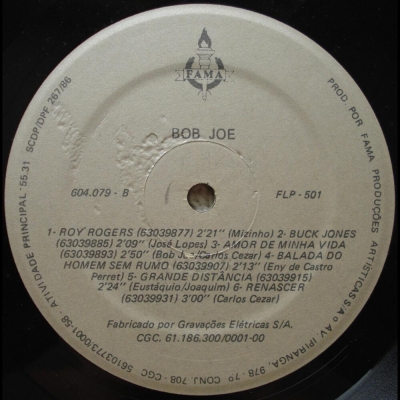 FAMA
BOB JOE
604.079 - B
FLP - 501
1- ROY ROGERS (63039877) 2'21" (Mizinho) 2- BUCK JONES
(63039885) 2'09" (José Lopes) 3- AMOR DE MINHA VIDA
(63039893) 2'50" (Bob Joe/Carlos Cezar) 4- BALADA DO
HOMEM SEM RUMO (63039907) 2'13" (Eny de Castro
Perret) 5- GRANDE DISTÂNCIA (63039915)
2'24" (Eustáquio/Joaquim) 6- RENASCER
(63039931) 3'00" (Carlos Cezar)
Fabricado por Gravações Elétricas S/A.
CGC. 61.186.300/0001-00
PROD. POR FAMA PRODUÇÕES ARTISTICAS S/A º AV. IPIRANGA, 978 - 7º CONJ. 708 - CGC 56103773/0001-58 - ATIVIDADE PRINCIPAL 55.31 SCDP/DPF 267/86